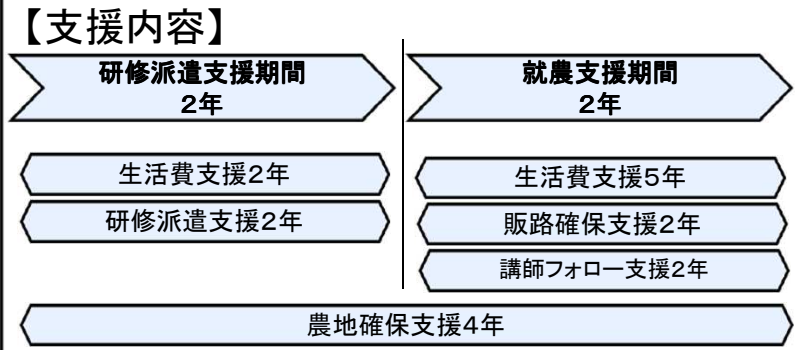 【支援内容】
研修派遣支援期間
２年
就農支援期間
２年
生活費支援２年
研修派遣支援２年
生活費支援５年
販路確保支援２年
講師フォロー支援２年
農地確保支援４年